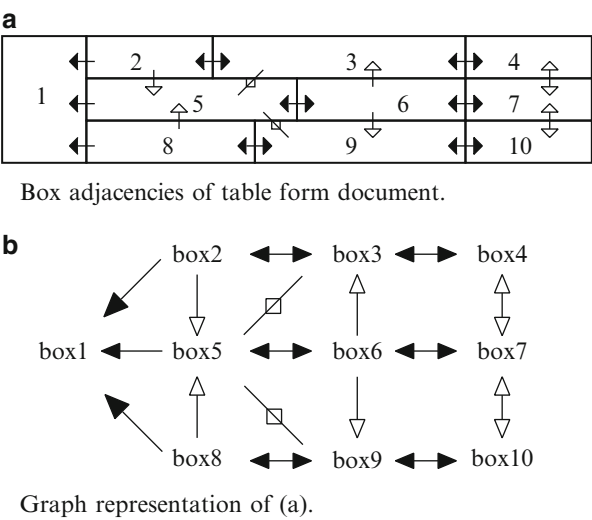 a
2 3 4
1 5 6 7
8 9 10
Box adjacencies of table form document.
b
box2 box3 box4
box1 box5 box6 box7
box8 box9 box10
Graph representation of (a).